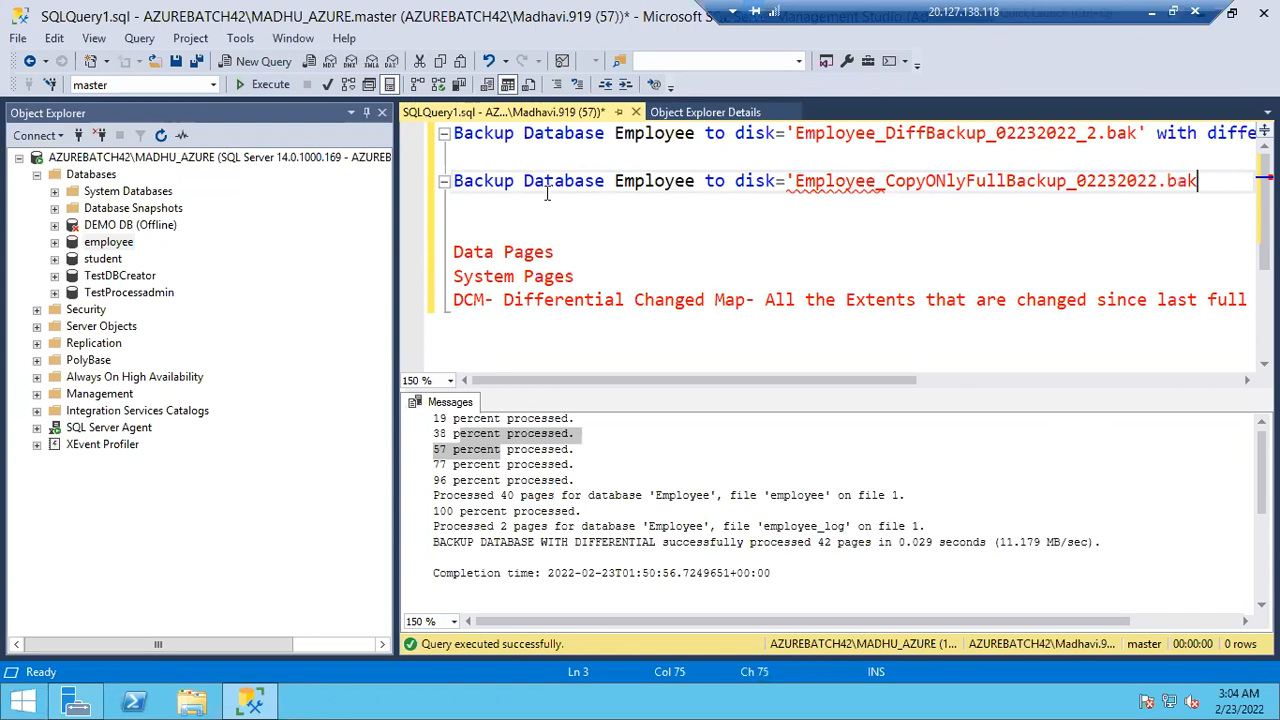 SQLQuery1.sql - AZUREBATCH42\MADHU_AZURE.master (AZUREBATCH42\Madhavi.919 (57))* - Microsoft SQL Server Management Studio
20.127.138.118
File Edit View Query Project Tools Window Help
New Query
master
Execute
Object Explorer
SQLQuery1.sql - AZ...\Madhavi.919 (57))*
Object Explorer Details
Connect
AZUREBATCH42\MADHU_AZURE (SQL Server 14.0.1000.169 - AZUREB
Databases
System Databases
Database Snapshots
DEMO DB (Offline)
employee
student
TestDBCreator
TestProcessadmin
Security
Server Objects
Replication
PolyBase
Always On High Availability
Management
Integration Services Catalogs
SQL Server Agent
XEvent Profiler
Backup Database Employee to disk='Employee_DiffBackup_02232022_2.bak' with diffe
Backup Database Employee to disk='Employee_CopyONlyFullBackup_02232022.bak
Data Pages
System Pages
DCM- Differential Changed Map- All the Extents that are changed since last full
150 %
Messages
19 percent processed.
38 percent processed.
57 percent processed.
77 percent processed.
96 percent processed.
Processed 40 pages for database 'Employee', file 'employee' on file 1.
100 percent processed.
Processed 2 pages for database 'Employee', file 'employee_log' on file 1.
BACKUP DATABASE WITH DIFFERENTIAL successfully processed 42 pages in 0.029 seconds (11.179 MB/sec).
Completion time: 2022-02-23T01:50:56.7249651+00:00
150 %
Query executed successfully.
AZUREBATCH42\MADHU_AZURE (1...
AZUREBATCH42\Madhavi.9...
master
00:00:00
0 rows
Ready
Ln 3
Col 75
Ch 75
INS
3:04 AM
2/23/2022